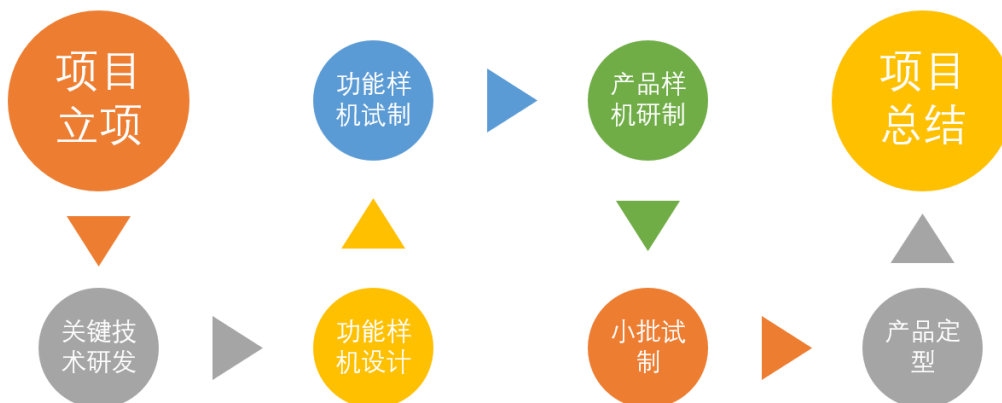 项目
立项
关键技
术研发
功能样
机设计
功能样
机试制
产品样
机研制
小批试
制
产品定
型
项目
总结